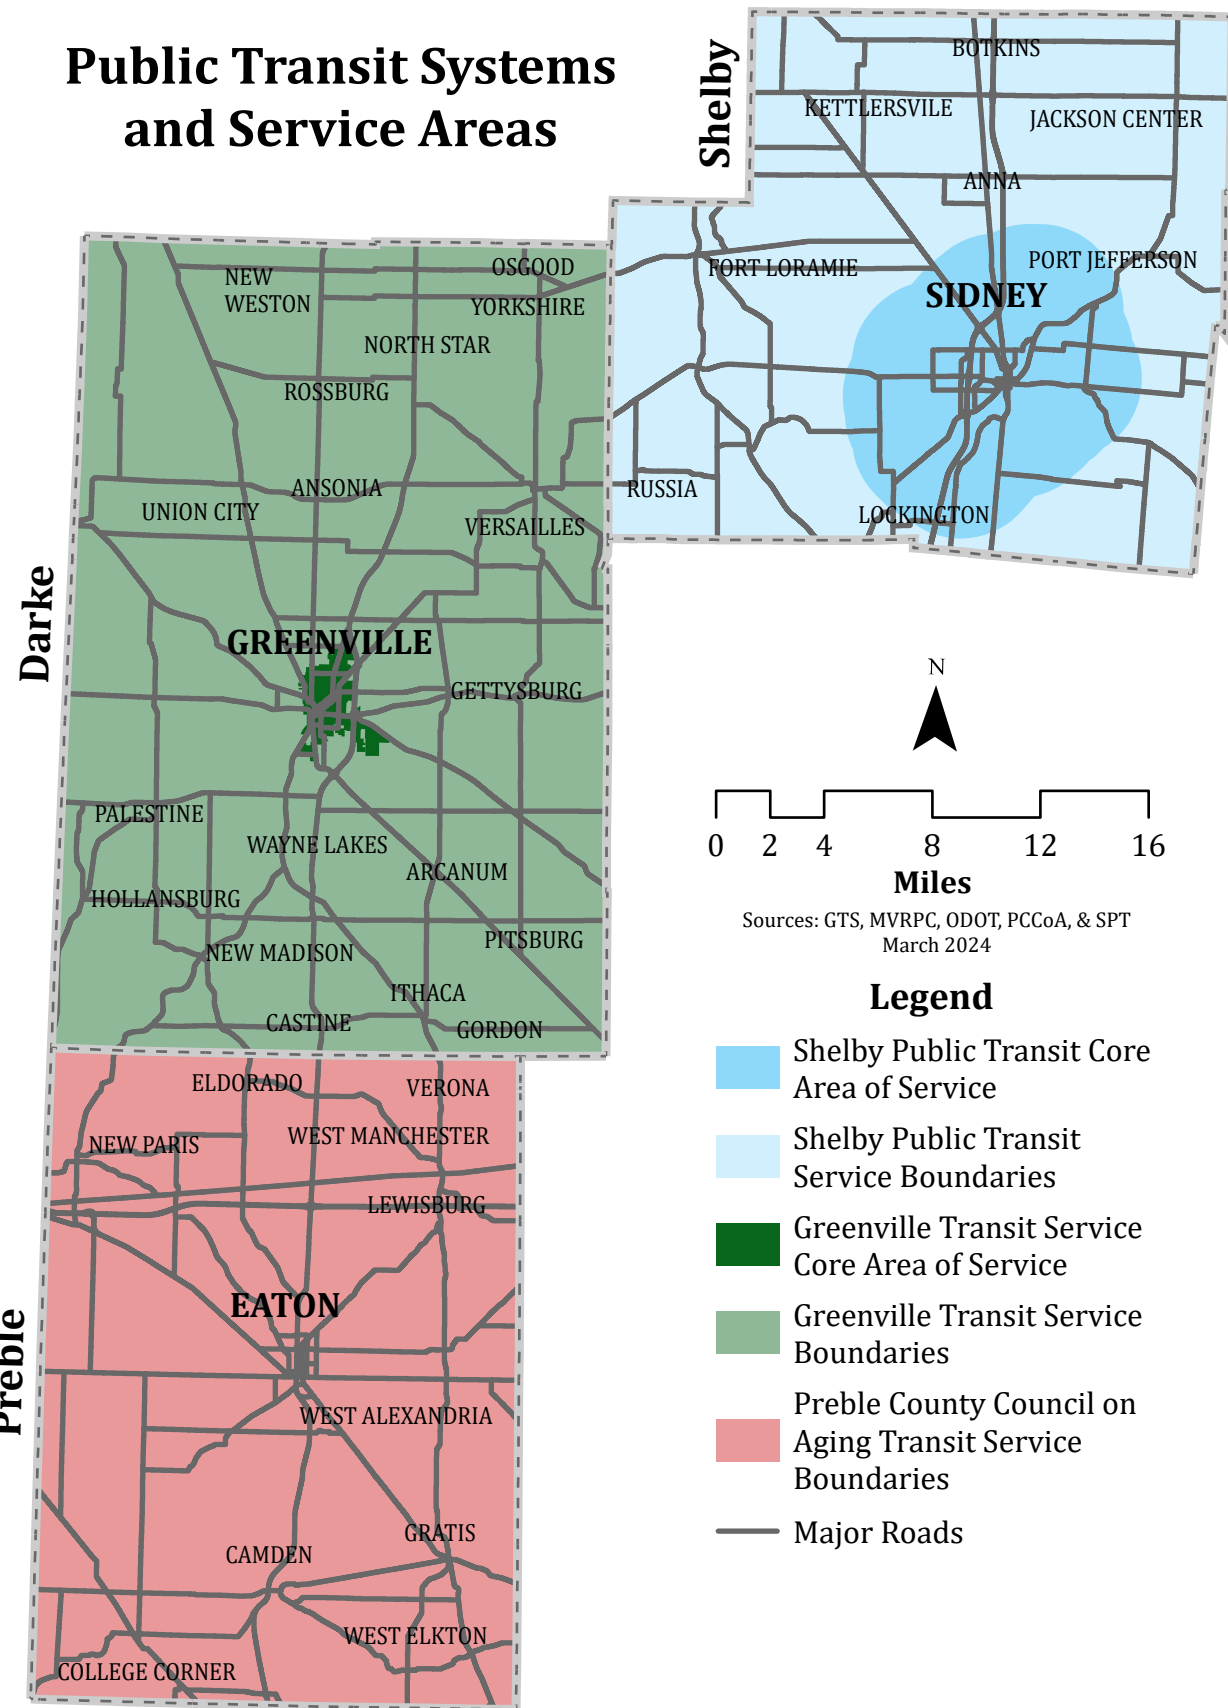 Public Transit Systems
and Service Areas
Shelby
BOTKINS
KETTLERSVILE
JACKSON CENTER
ANNA
PORT JEFFERSON
FORT LORAMIE
SIDNEY
RUSSIA
LOCKINGTON
Darke
NEW
WESTON
OSGOOD
YORKSHIRE
NORTH STAR
ROSSBURG
ANSONIA
UNION CITY
VERSAILLES
GREENVILLE
GETTYSBURG
PALESTINE
WAYNE LAKES
ARCANUM
HOLLANSBURG
PITSBURG
NEW MADISON
ITHACA
CASTINE
GORDON
Preble
ELDORADO
VERONA
WEST MANCHESTER
NEW PARIS
LEWISBURG
EATON
WEST ALEXANDRIA
GRATIS
CAMDEN
WEST ELKTON
COLLEGE CORNER
N
0 2 4 8 12 16
Miles
Sources: GTS, MVRPC, ODOT, PCCoA, & SPT
March 2024
Legend
Shelby Public Transit Core
Area of Service
Shelby Public Transit
Service Boundaries
Greenville Transit Service
Core Area of Service
Greenville Transit Service
Boundaries
Preble County Council on
Aging Transit Service
Boundaries
Major Roads